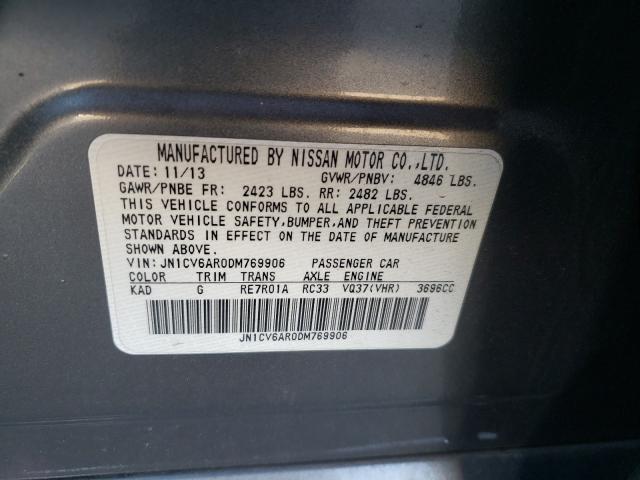 MANUFACTURED BY NISSAN MOTOR CO.,LTD.
DATE: 11/13 GVWR/PNBV: 4846 LBS.
GAWR/PNBE FR: 2423 LBS. RR: 2482 LBS.
THIS VEHICLE CONFORMS TO ALL APPLICABLE FEDERAL
MOTOR VEHICLE SAFETY, BUMPER, AND THEFT PREVENTION
STANDARDS IN EFFECT ON THE DATE OF MANUFACTURE
SHOWN ABOVE.
VIN: JN1CV6AR0DM769906 PASSENGER CAR
COLOR TRIM TRANS AXLE ENGINE
KAD G RE7R01A RC33 VQ37(VHR) 3696CC
JN1CV6AR0DM769906